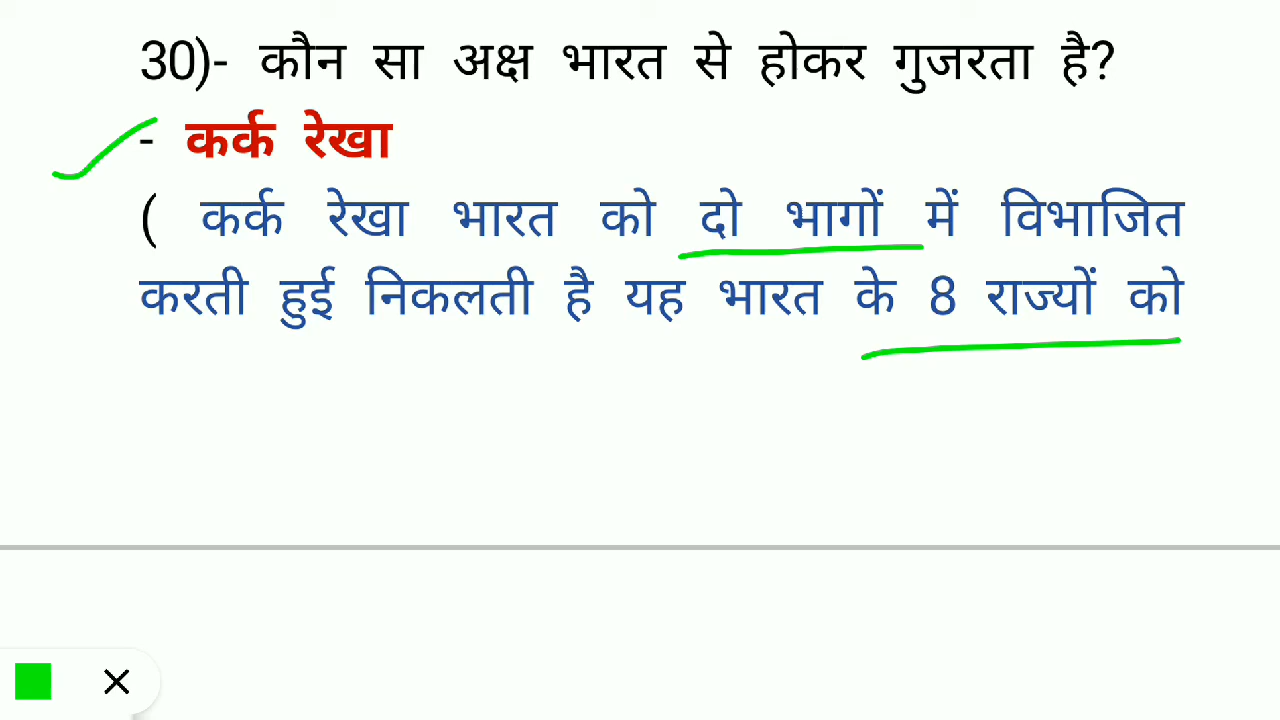 30)- कौन सा अक्ष भारत से होकर गुजरता है?
- कर्क रेखा
( कर्क रेखा भारत को दो भागों में विभाजित
करती हुई निकलती है यह भारत के 8 राज्यों को